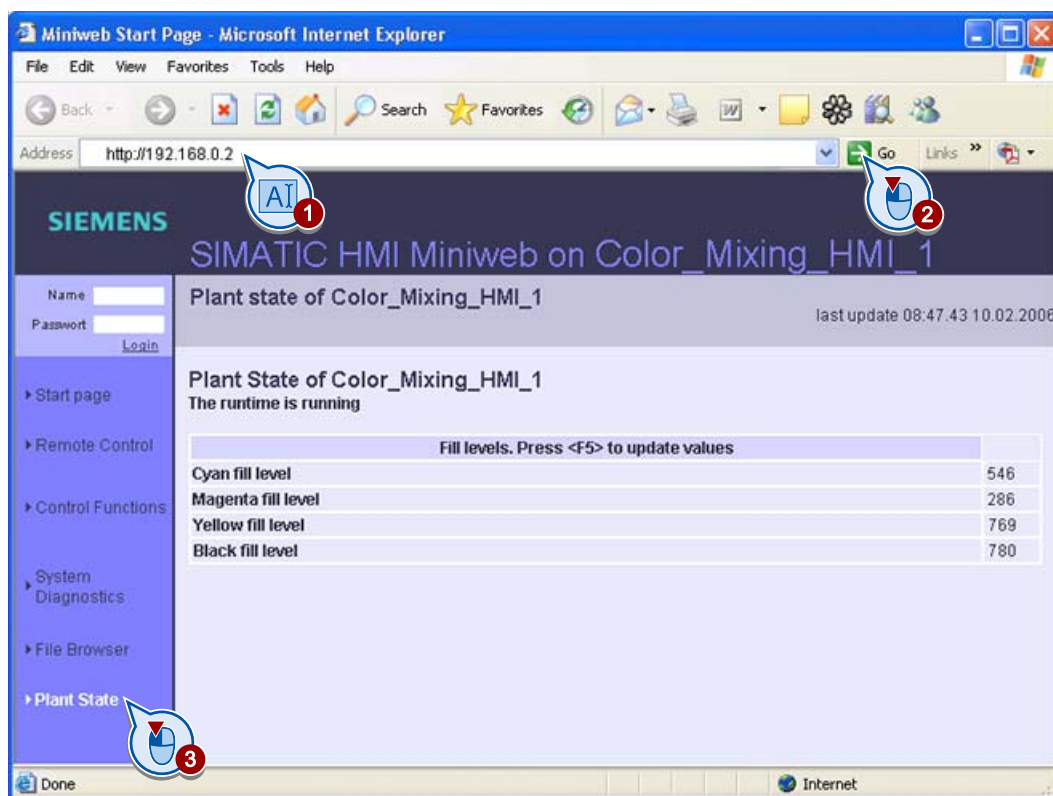 Miniweb Start Page - Microsoft Internet Explorer
File Edit View Favorites Tools Help
Back Search Favorites W
Address http://192.168.0.2 Go Links »
AI 1 2
SIEMENS
SIMATIC HMI Miniweb on Color_Mixing_HMI_1
Name
Passwort
Login
Plant state of Color_Mixing_HMI_1
last update 08:47.43 10.02.2006
Start page
Remote Control
Control Functions
System
Diagnostics
File Browser
Plant State
3
Plant State of Color_Mixing_HMI_1
The runtime is running
Fill levels. Press <F5> to update values
Cyan fill level 546
Magenta fill level 286
Yellow fill level 769
Black fill level 780
Done Internet